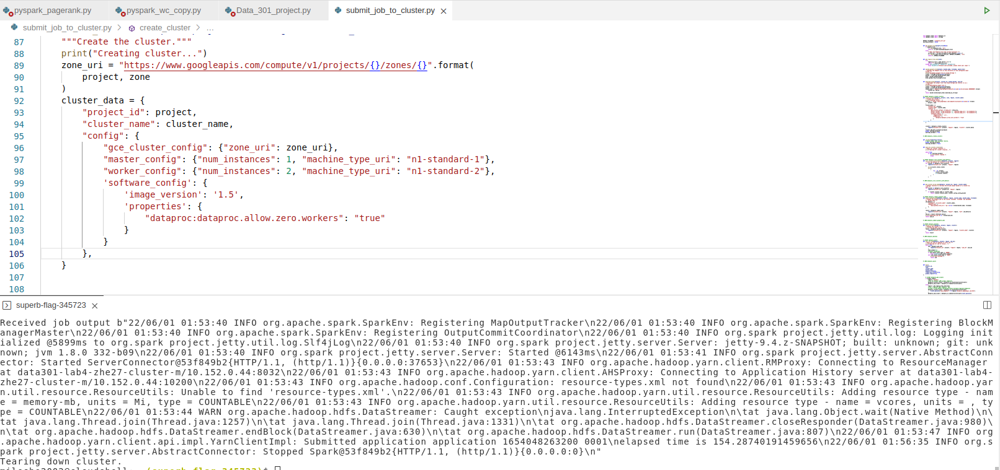 pyspark_pagerank.py pyspark_wc_copy.py Data_301_project.py submit_job_to_cluster.py
submit_job_to_cluster.py > create_cluster > ...
87 """Create the cluster."""
88 print("Creating cluster...")
89 zone_uri = "https://www.googleapis.com/compute/v1/projects/{}/zones/{}".format(
90 project, zone
91 )
92 cluster_data = {
93 "project_id": project,
94 "cluster_name": cluster_name,
95 "config": {
96 "gce_cluster_config": {"zone_uri": zone_uri},
97 "master_config": {"num_instances": 1, "machine_type_uri": "n1-standard-1"},
98 "worker_config": {"num_instances": 2, "machine_type_uri": "n1-standard-2"},
99 'software_config': {
100 'image_version': '1.5',
101 'properties': {
102 "dataproc:dataproc.allow.zero.workers": "true"
103 }
104 }
105 },
106 }
107
108
superb-flag-345723
Received job output b"22/06/01 01:53:40 INFO org.apache.spark.SparkEnv: Registering MapOutputTracker\n22/06/01 01:53:40 INFO org.apache.spark.SparkEnv: Registering BlockM
anagerMaster\n22/06/01 01:53:40 INFO org.apache.spark.SparkEnv: Registering OutputCommitCoordinator\n22/06/01 01:53:40 INFO org.spark project.jetty.util.log: Logging init
ialized @5899ms to org.spark project.jetty.util.log.Slf4jLog\n22/06/01 01:53:40 INFO org.spark project.jetty.server.Server: jetty-9.4.z-SNAPSHOT; built: unknown; git: unk
nown; jvm 1.8.0 332-b09\n22/06/01 01:53:40 INFO org.spark project.jetty.server.Server: Started @6143ms\n22/06/01 01:53:41 INFO org.spark project.jetty.server.AbstractConn
ector: Started ServerConnector@53f849b2{HTTP/1.1, (http/1.1)}{0.0.0.0:37653}\n22/06/01 01:53:43 INFO org.apache.hadoop.yarn.client.RMProxy: Connecting to ResourceManager
at data301-lab4-zhe27-cluster-m/10.152.0.44:8032\n22/06/01 01:53:43 INFO org.apache.hadoop.yarn.client.AHSProxy: Connecting to Application History server at data301-lab4-
zhe27-cluster-m/10.152.0.44:10200\n22/06/01 01:53:43 INFO org.apache.hadoop.conf.Configuration: resource-types.xml not found\n22/06/01 01:53:43 INFO org.apache.hadoop.yar
n.util.resource.ResourceUtils: Unable to find 'resource-types.xml'.\n22/06/01 01:53:43 INFO org.apache.hadoop.yarn.util.resource.ResourceUtils: Adding resource type - nam
e = memory-mb, units = Mi, type = COUNTABLE\n22/06/01 01:53:43 INFO org.apache.hadoop.yarn.util.resource.ResourceUtils: Adding resource type - name = vcores, units = , ty
pe = COUNTABLE\n22/06/01 01:53:44 WARN org.apache.hadoop.hdfs.DataStreamer: Caught exception\njava.lang.InterruptedException\n\tat java.lang.Object.wait(Native Method)\n\
tat java.lang.Thread.join(Thread.java:1257)\n\tat java.lang.Thread.join(Thread.java:1331)\n\tat org.apache.hadoop.hdfs.DataStreamer.closeResponder(DataStreamer.java:980)\
n\tat org.apache.hadoop.hdfs.DataStreamer.endBlock(DataStreamer.java:630)\n\tat org.apache.hadoop.hdfs.DataStreamer.run(DataStreamer.java:807)\n22/06/01 01:53:47 INFO org
.apache.hadoop.yarn.client.api.impl.YarnClientImpl: Submitted application application 1654048263200 0001\nelapsed time is 154.28740191459656\n22/06/01 01:56:35 INFO org.s
park project.jetty.server.AbstractConnector: Stopped Spark@53f849b2{HTTP/1.1, (http/1.1)}{0.0.0.0:0}\n"
Tearing down cluster.